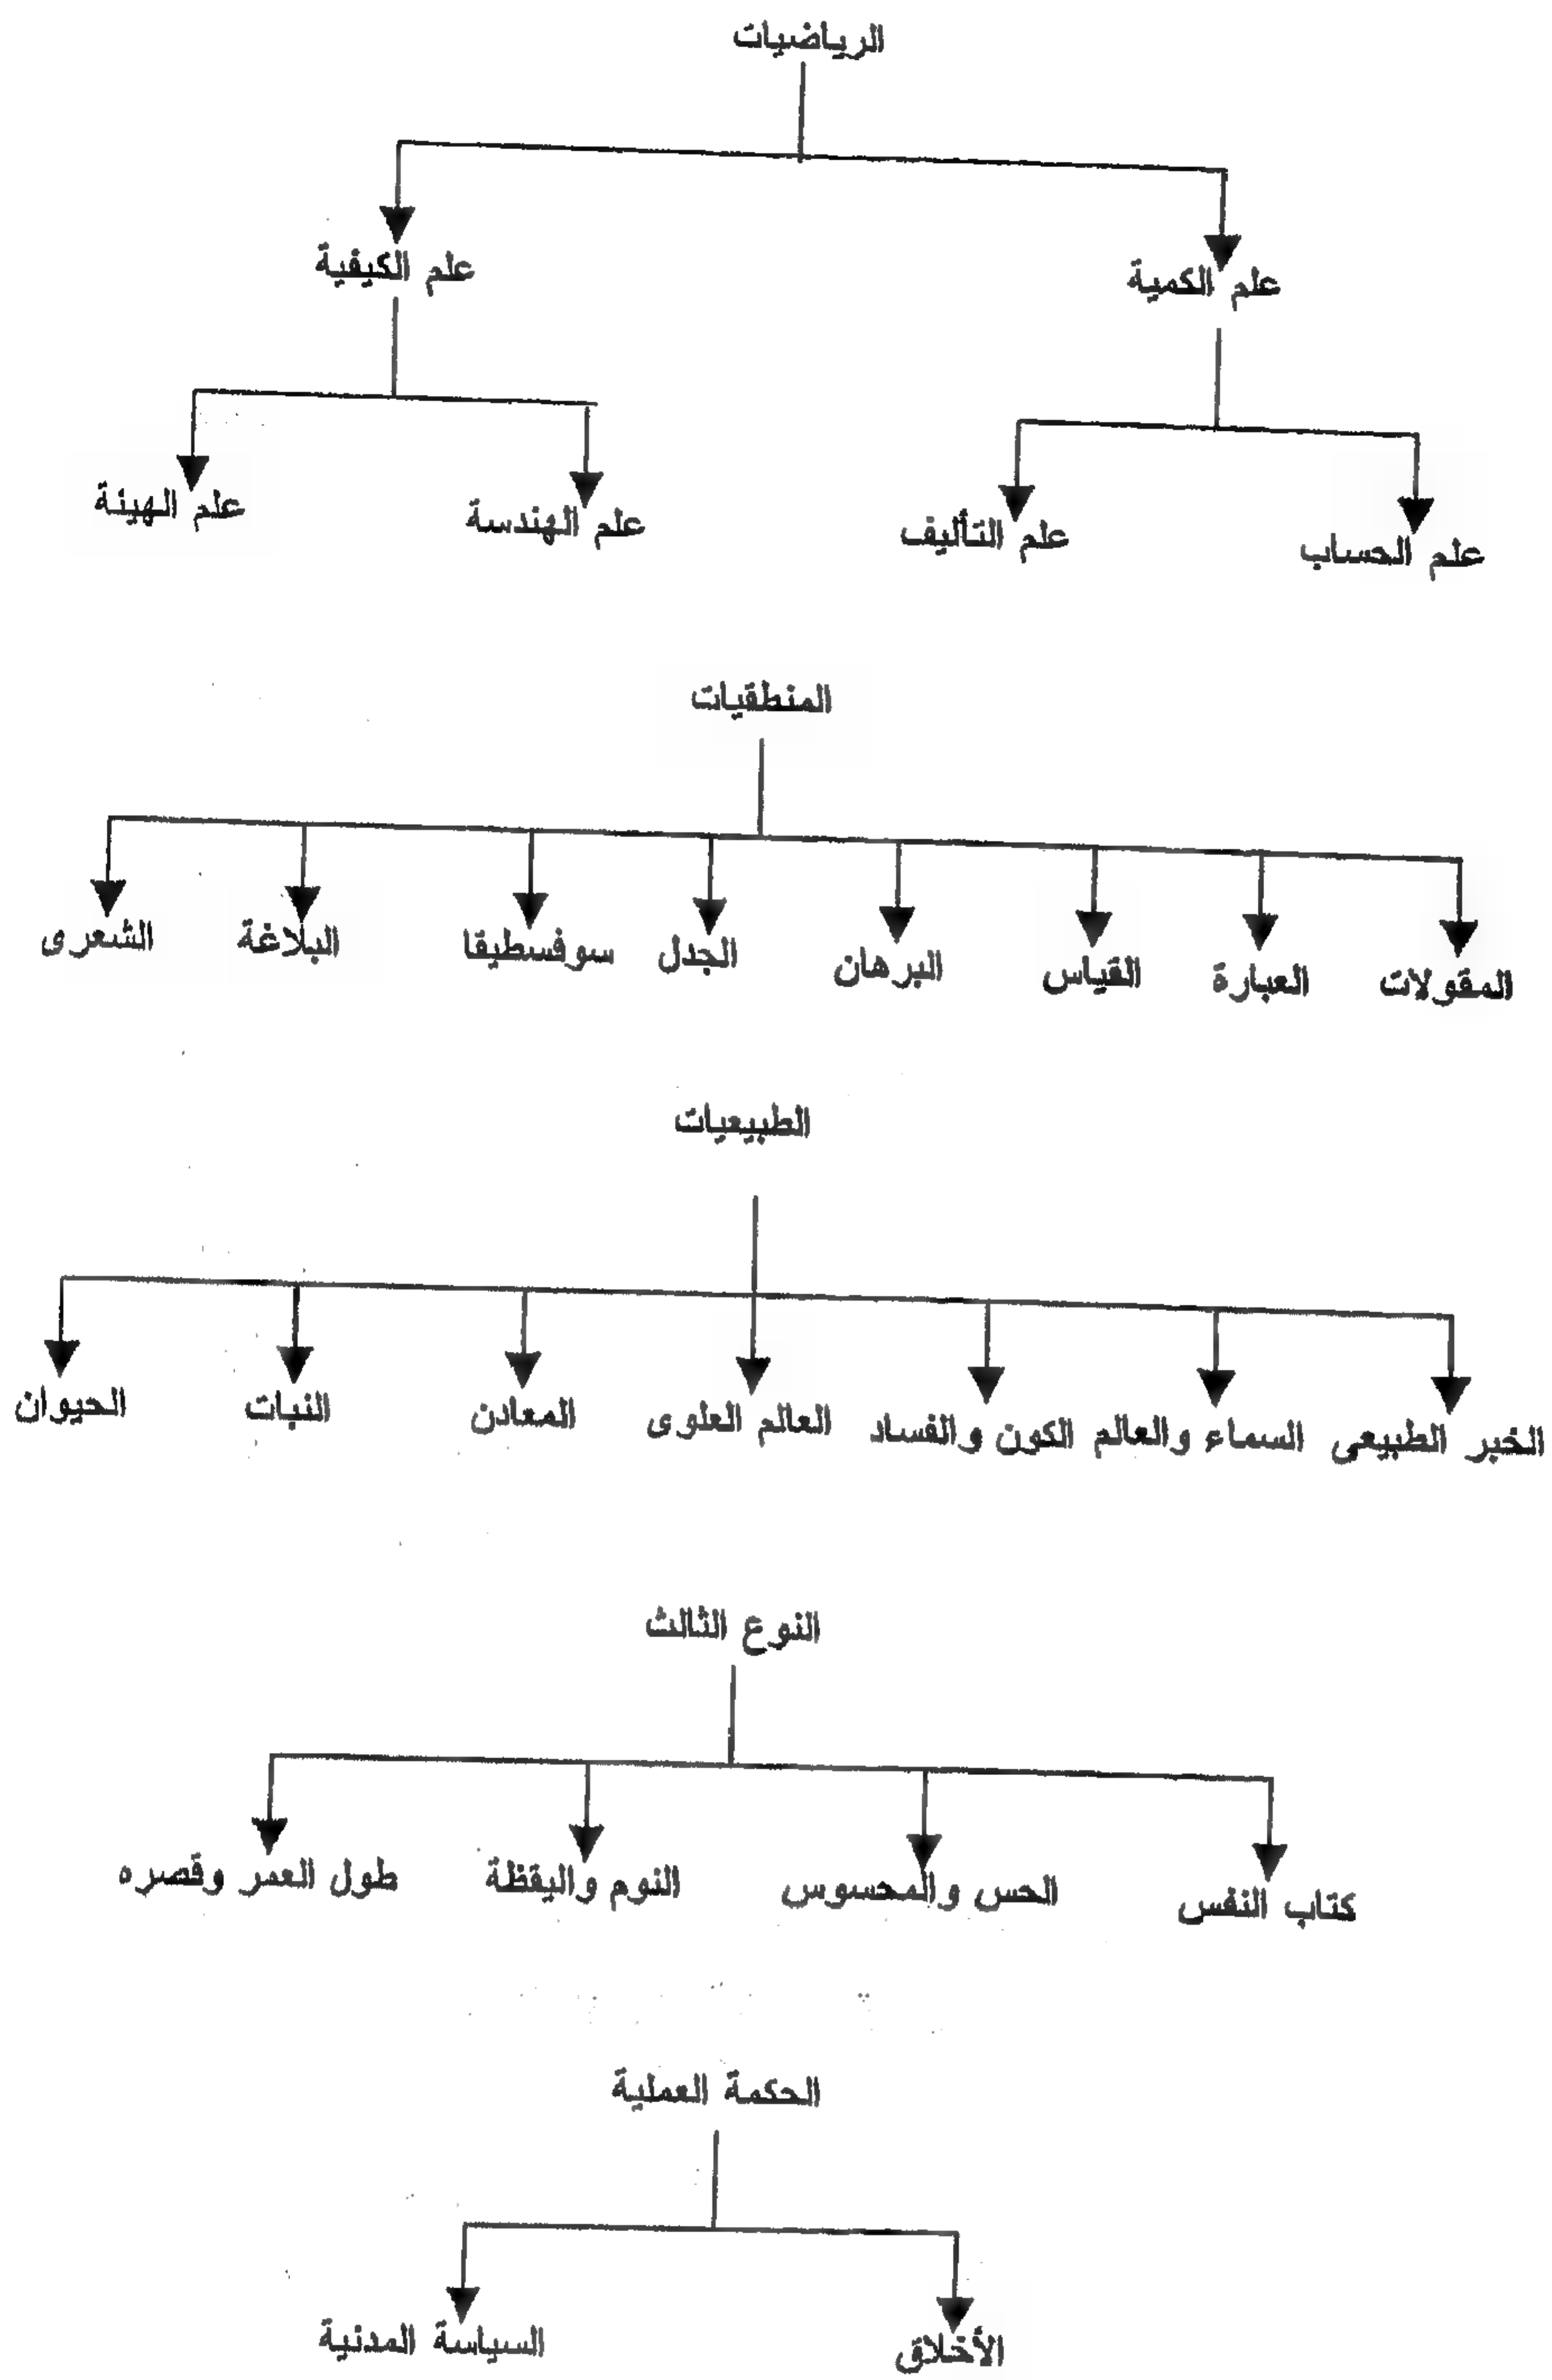 الرياضيات
علم الكمية علم الكيفية
علم الحساب علم التأليف علم الهندسة علم الهيئة
المنطقيات
المقولات العبارة القياس البرهان الجدل سوفسطيقا البلاغة الشعرى
الطبيعيات
الخبر الطبيعى السماء والعالم الكون والفساد العالم العلوى المعادن النبات الحيوان
النوع الثالث
كتاب النفس الحس والمحسوس النوم واليقظة طول العمر وقصره
الحكمة العملية
الأخلاق السياسة المدنية